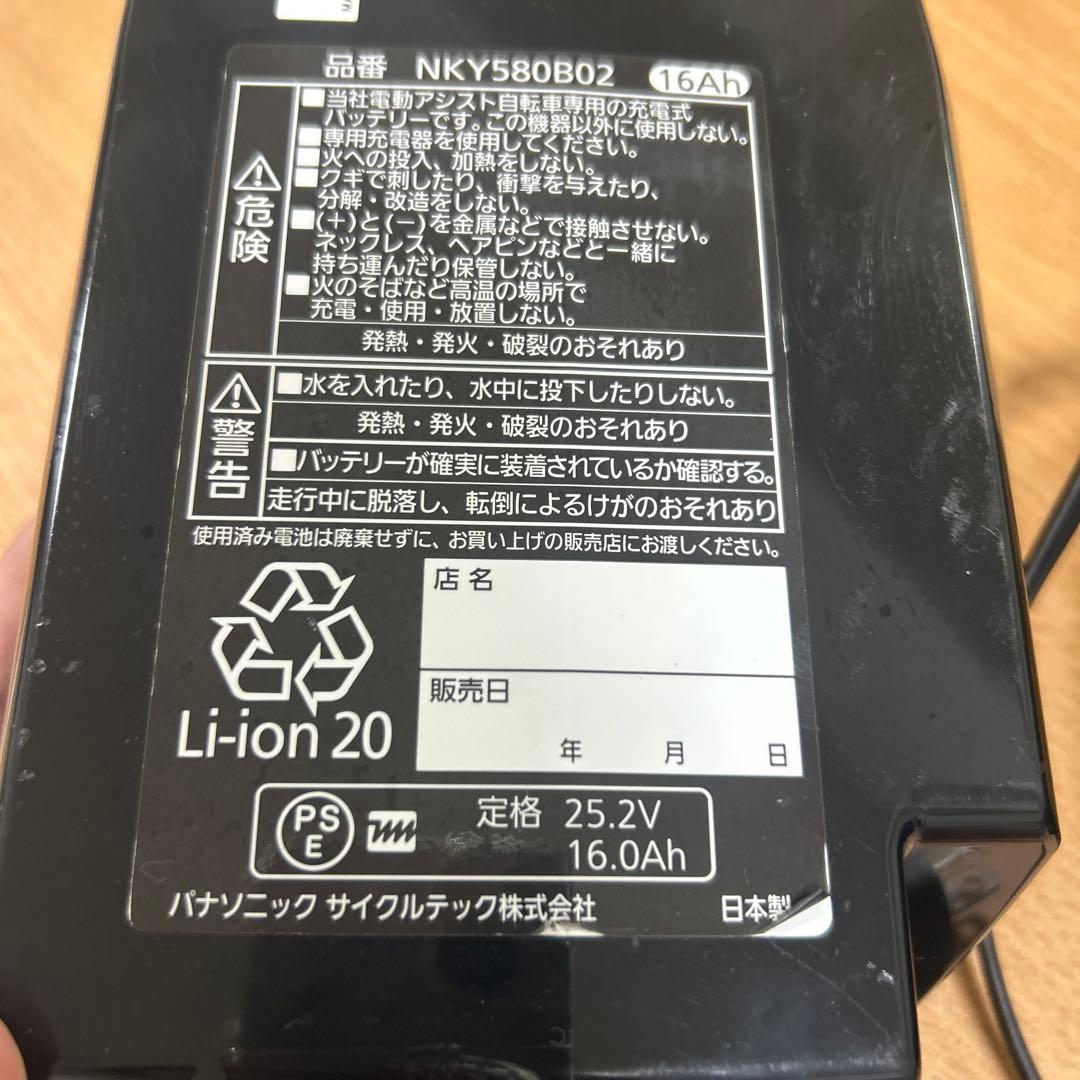 品番 NKY580B02 16Ah
危険
■当社電動アシスト自転車専用の充電式
バッテリーです。この機器以外に使用しない。
■専用充電器を使用してください。
■火への投入、加熱をしない。
■クギで刺したり、衝撃を与えたり、
分解・改造をしない。
■(+)と(−)を金属などで接触させない。
ネックレス、ヘアピンなどと一緒に
持ち運んだり保管しない。
■火のそばなど高温の場所で
充電・使用・放置しない。
発熱・発火・破裂のおそれあり
警告
■水を入れたり、水中に投下したりしない。
発熱・発火・破裂のおそれあり
■バッテリーが確実に装着されているか確認する。
走行中に脱落し、転倒によるけがのおそれあり
使用済み電池は廃棄せずに、お買い上げの販売店にお渡しください。
Li-ion 20
店名
販売日
年 月 日
PS
E
定格 25.2V
16.0Ah
パナソニック サイクルテック株式会社 日本製